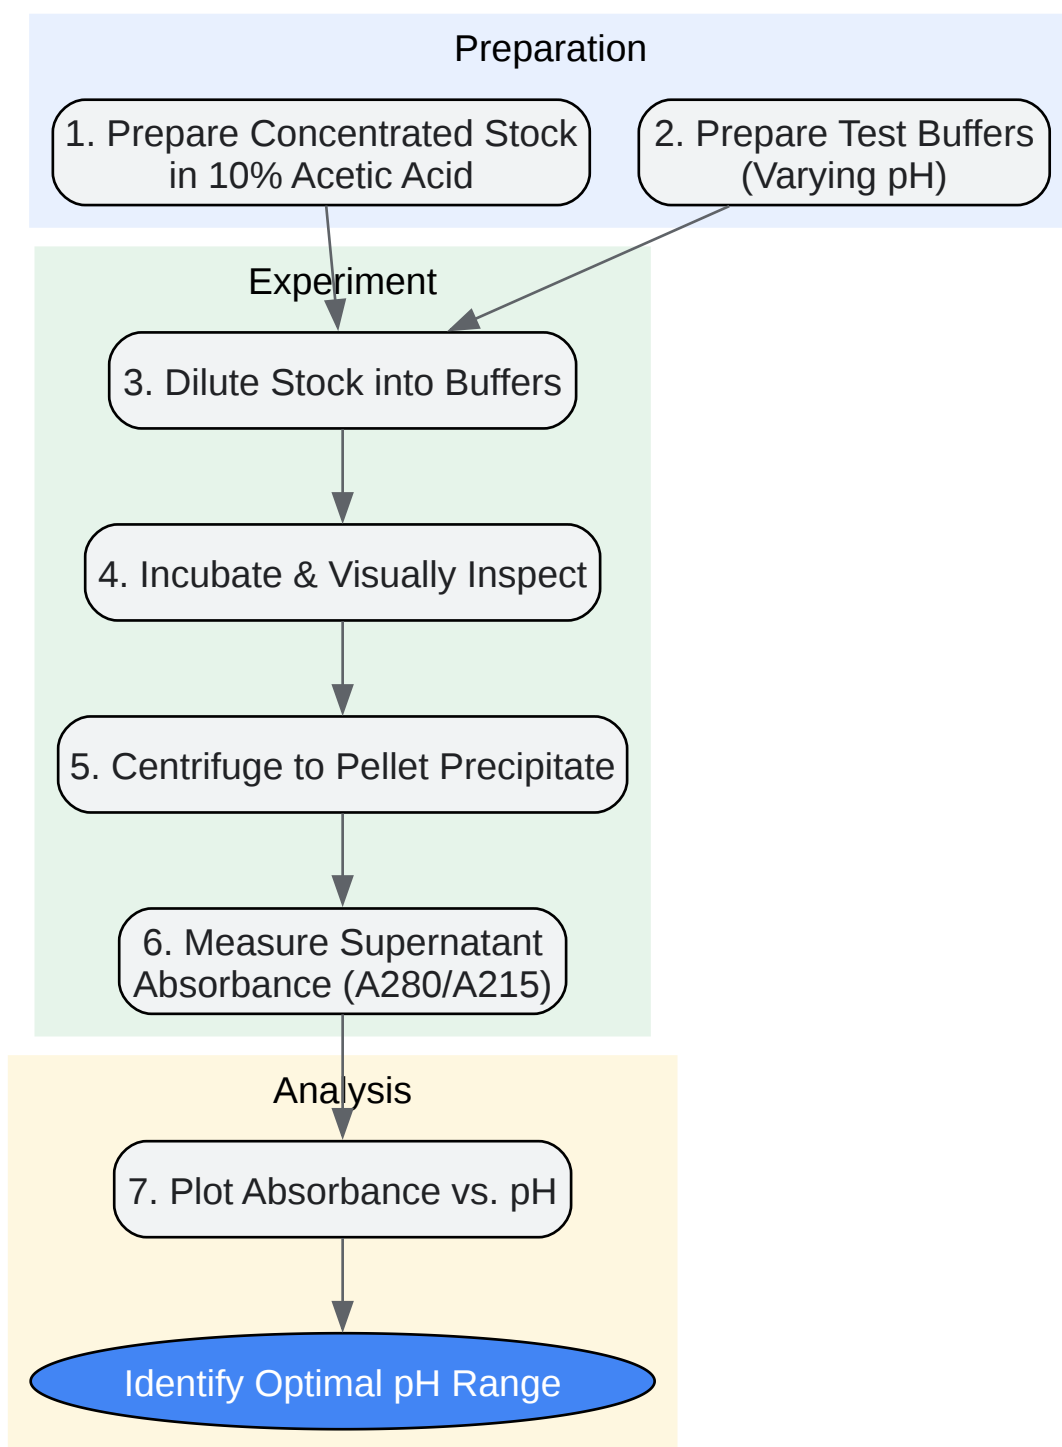 Preparation
1. Prepare Concentrated Stock
in 10% Acetic Acid
2. Prepare Test Buffers
(Varying pH)
Experiment
3. Dilute Stock into Buffers
4. Incubate & Visually Inspect
5. Centrifuge to Pellet Precipitate
6. Measure Supernatant
Absorbance (A280/A215)
Analysis
7. Plot Absorbance vs. pH
Identify Optimal pH Range